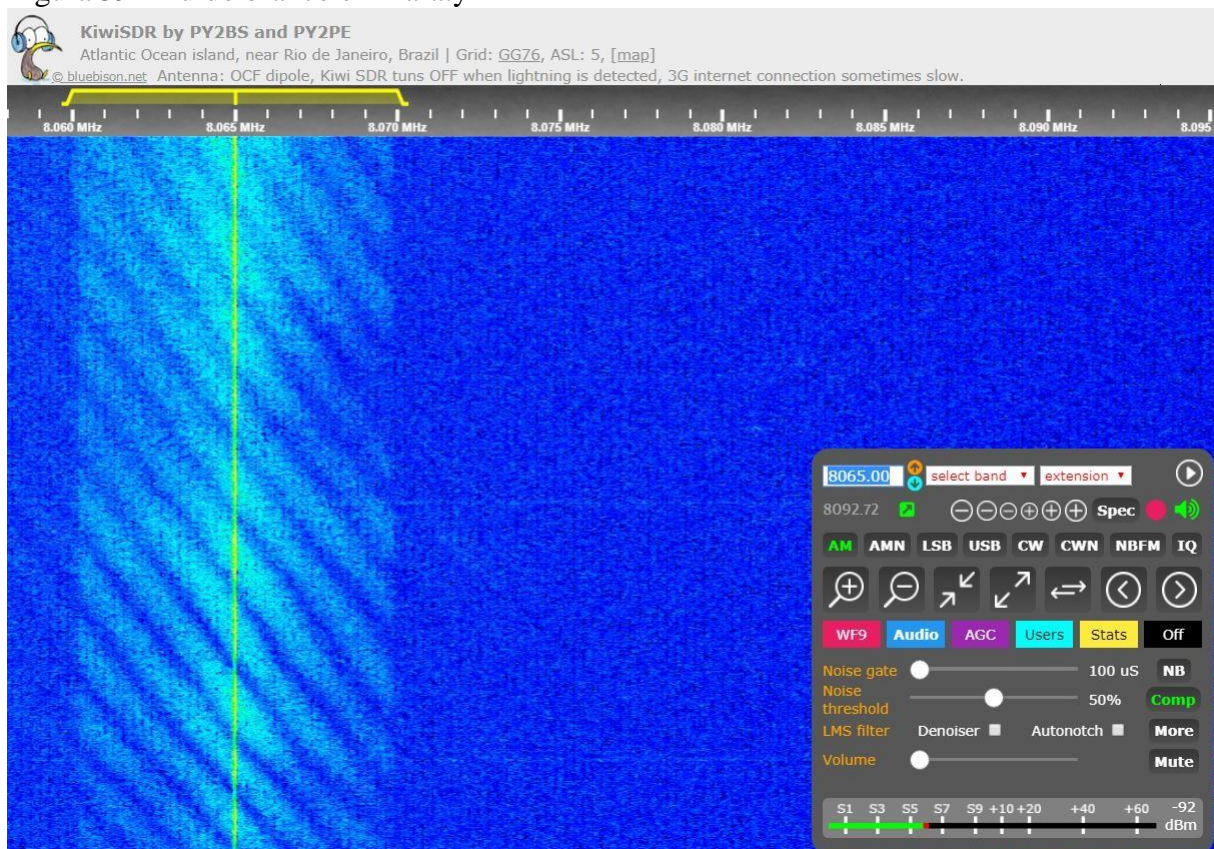 KiwiSDR by PY2BS and PY2PE
Atlantic Ocean island, near Rio de Janeiro, Brazil | Grid: GG76, ASL: 5, [map]
© bluebison.net Antenna: OCF dipole, Kiwi SDR tuns OFF when lightning is detected, 3G internet connection sometimes slow.
8.060 MHz 8.065 MHz 8.070 MHz 8.075 MHz 8.080 MHz 8.085 MHz 8.090 MHz 8.095
8065.00 select band extension
8092.72 Spec
AM AMN LSB USB CW CWN NBFM IQ
WF9 Audio AGC Users Stats Off
Noise gate 100 uS NB
Noise threshold 50% Comp
LMS filter Denoiser Autonotch More
Volume Mute
S1 S3 S5 S7 S9 +10 +20 +40 +60 -92 dBm